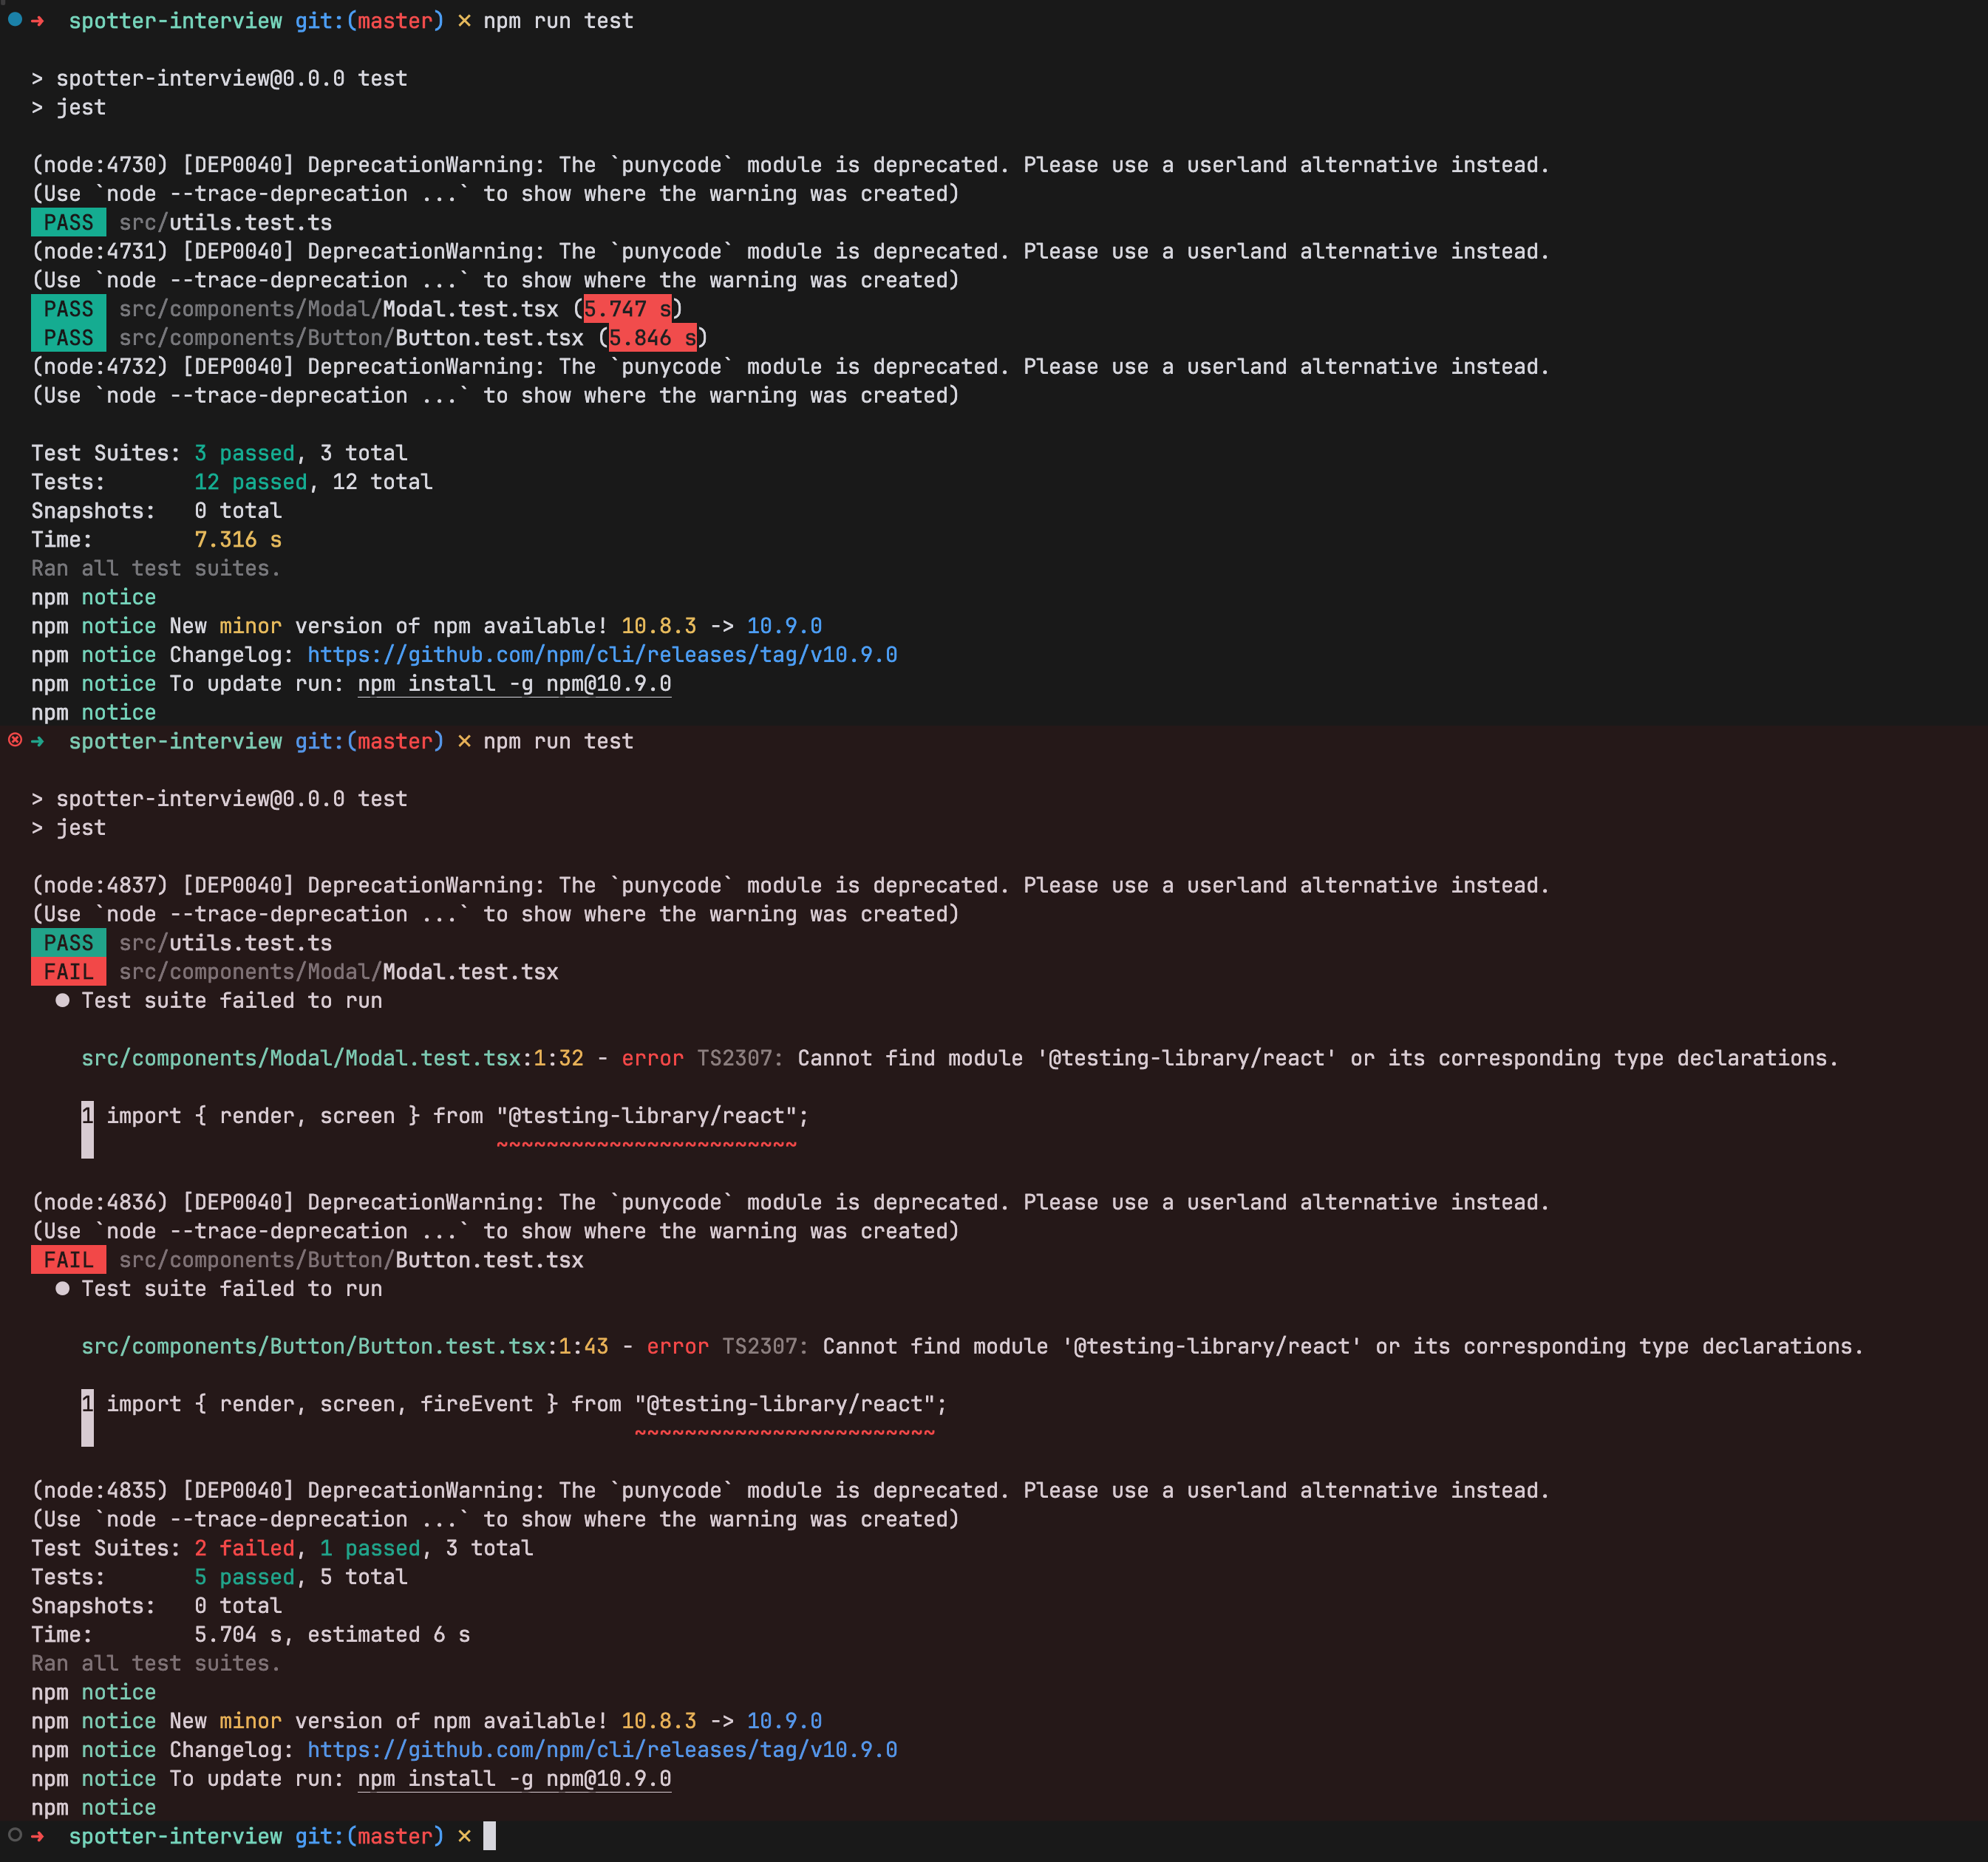 ➜  spotter-interview git:(master) ✗ npm run test

> spotter-interview@0.0.0 test
> jest

(node:4730) [DEP0040] DeprecationWarning: The `punycode` module is deprecated. Please use a userland alternative instead.
(Use `node --trace-deprecation ...` to show where the warning was created)
PASS src/utils.test.ts
(node:4731) [DEP0040] DeprecationWarning: The `punycode` module is deprecated. Please use a userland alternative instead.
(Use `node --trace-deprecation ...` to show where the warning was created)
PASS src/components/Modal/Modal.test.tsx (5.747 s)
PASS src/components/Button/Button.test.tsx (5.846 s)
(node:4732) [DEP0040] DeprecationWarning: The `punycode` module is deprecated. Please use a userland alternative instead.
(Use `node --trace-deprecation ...` to show where the warning was created)

Test Suites: 3 passed, 3 total
Tests:       12 passed, 12 total
Snapshots:   0 total
Time:        7.316 s
Ran all test suites.
npm notice
npm notice New minor version of npm available! 10.8.3 -> 10.9.0
npm notice Changelog: https://github.com/npm/cli/releases/tag/v10.9.0
npm notice To update run: npm install -g npm@10.9.0
npm notice
➜  spotter-interview git:(master) ✗ npm run test

> spotter-interview@0.0.0 test
> jest

(node:4837) [DEP0040] DeprecationWarning: The `punycode` module is deprecated. Please use a userland alternative instead.
(Use `node --trace-deprecation ...` to show where the warning was created)
PASS src/utils.test.ts
FAIL src/components/Modal/Modal.test.tsx
● Test suite failed to run

src/components/Modal/Modal.test.tsx:1:32 - error TS2307: Cannot find module '@testing-library/react' or its corresponding type declarations.

1 import { render, screen } from "@testing-library/react";
~~~~~~~~~~~~~~~~~~~~~~~~

(node:4836) [DEP0040] DeprecationWarning: The `punycode` module is deprecated. Please use a userland alternative instead.
(Use `node --trace-deprecation ...` to show where the warning was created)
FAIL src/components/Button/Button.test.tsx
● Test suite failed to run

src/components/Button/Button.test.tsx:1:43 - error TS2307: Cannot find module '@testing-library/react' or its corresponding type declarations.

1 import { render, screen, fireEvent } from "@testing-library/react";
~~~~~~~~~~~~~~~~~~~~~~~~

(node:4835) [DEP0040] DeprecationWarning: The `punycode` module is deprecated. Please use a userland alternative instead.
(Use `node --trace-deprecation ...` to show where the warning was created)
Test Suites: 2 failed, 1 passed, 3 total
Tests:       5 passed, 5 total
Snapshots:   0 total
Time:        5.704 s, estimated 6 s
Ran all test suites.
npm notice
npm notice New minor version of npm available! 10.8.3 -> 10.9.0
npm notice Changelog: https://github.com/npm/cli/releases/tag/v10.9.0
npm notice To update run: npm install -g npm@10.9.0
npm notice
➜  spotter-interview git:(master) ✗